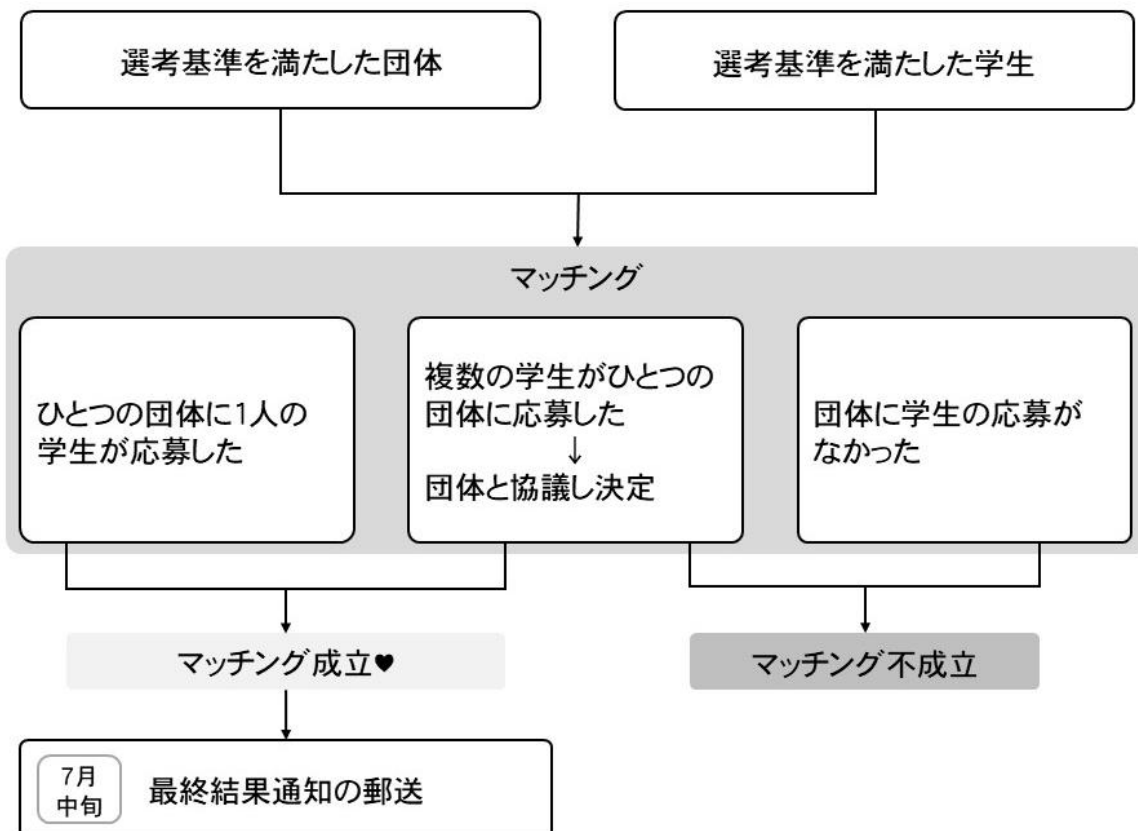 選考基準を満たした団体
選考基準を満たした学生
マッチング
ひとつの団体に1人の
学生が応募した
複数の学生がひとつの
団体に応募した
↓
団体と協議し決定
団体に学生の応募が
なかった
マッチング成立♥
マッチング不成立
7月
中旬
最終結果通知の郵送